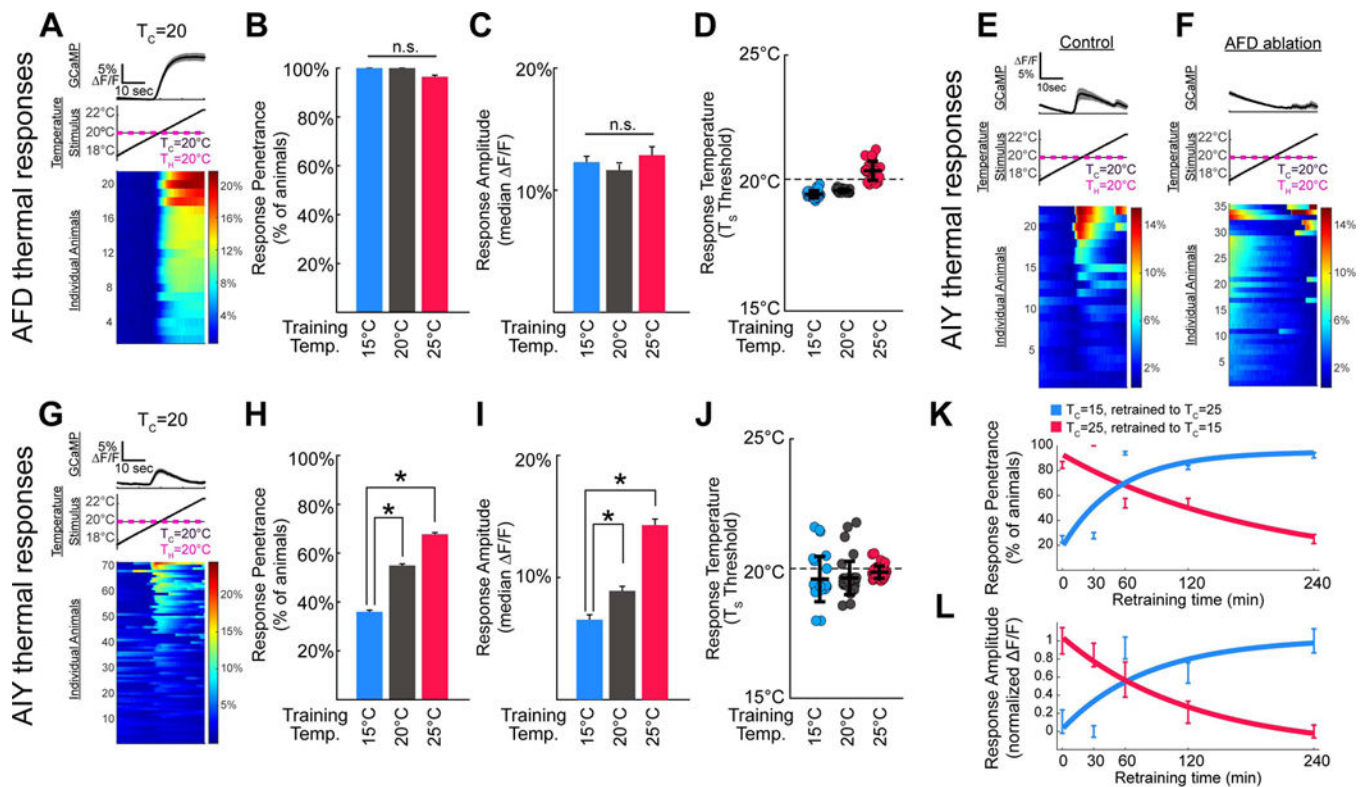 A
AFD thermal responses
T_C=20
GCaMP
5%
ΔF/F
10 sec
Temperature
Stimulus
22°C
20°C
18°C
T_C=20°C
T_H=20°C
Individual Animals
20
16
12
8
4
20%
16%
12%
8%
4%
B
n.s.
Response Penetrance
(% of animals)
100%
80%
60%
40%
20%
Training
Temp.
15°C
20°C
25°C
C
n.s.
Response Amplitude
(median ΔF/F)
20%
10%
Training
Temp.
15°C
20°C
25°C
D
Response Temperature
(T_S Threshold)
25°C
20°C
15°C
Training
Temp.
15°C
20°C
25°C
AIY thermal responses
E
Control
GCaMP
ΔF/F
5%
10sec
Temperature
Stimulus
22°C
20°C
18°C
T_C=20°C
T_H=20°C
Individual Animals
20
15
10
5
14%
10%
6%
2%
F
AFD ablation
GCaMP
Temperature
Stimulus
22°C
20°C
18°C
T_C=20°C
T_H=20°C
Individual Animals
35
30
25
20
15
10
5
14%
10%
6%
2%
G
AIY thermal responses
T_C=20
GCaMP
5%
ΔF/F
10 sec
Temperature
Stimulus
22°C
20°C
18°C
T_C=20°C
T_H=20°C
Individual Animals
70
60
50
40
30
20
10
20%
15%
10%
5%
H
*
*
Response Penetrance
(% of animals)
100%
80%
60%
40%
20%
Training
Temp.
15°C
20°C
25°C
I
*
*
Response Ampitude
(median ΔF/F)
20%
10%
Training
Temp.
15°C
20°C
25°C
J
Response Temperature
(T_S Threshold)
25°C
20°C
15°C
Training
Temp.
15°C
20°C
25°C
K
T_C=15, retrained to T_C=25
T_C=25, retrained to T_C=15
Response Penetrance
(% of animals)
100
80
60
40
20
0
0 30 60 120 240
Retraining time (min)
L
Response Amplitude
(normalized ΔF/F)
1
0.8
0.6
0.4
0.2
0
0 30 60 120 240
Retraining time (min)